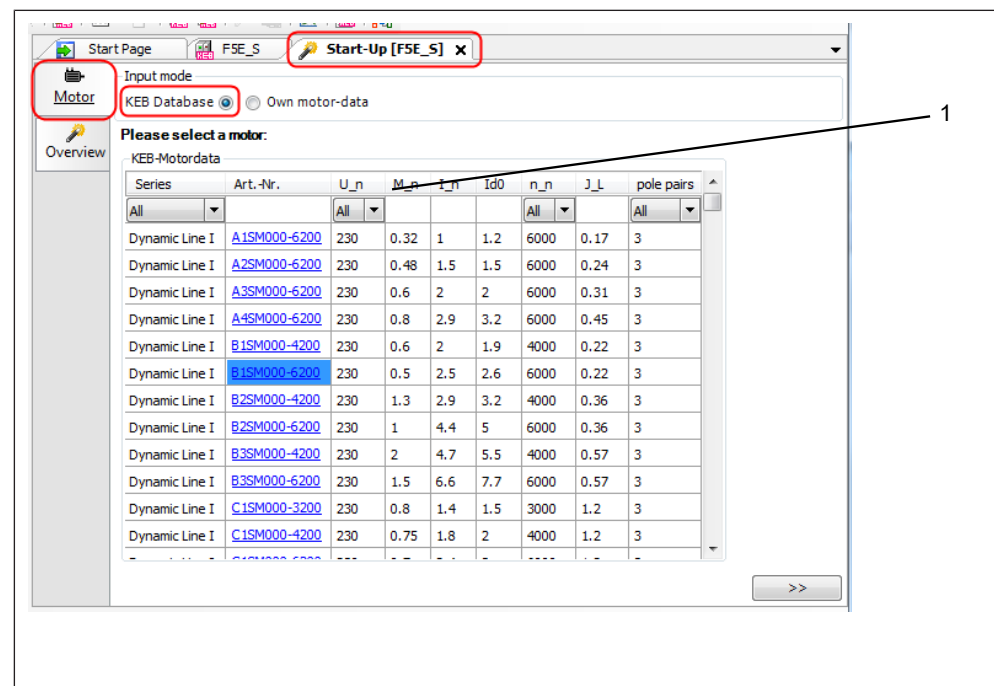 Start Page F5E_S Start-Up [F5E_S] x
Motor
Overview
Input mode
KEB Database Own motor-data
1
Please select a motor:
KEB-Motordata
Series Art.-Nr. U_n M_n I_n Id0 n_n J_L pole pairs
All All All All
Dynamic Line I A1SM000-6200 230 0.32 1 1.2 6000 0.17 3
Dynamic Line I A2SM000-6200 230 0.48 1.5 1.5 6000 0.24 3
Dynamic Line I A3SM000-6200 230 0.6 2 2 6000 0.31 3
Dynamic Line I A4SM000-6200 230 0.8 2.9 3.2 6000 0.45 3
Dynamic Line I B1SM000-4200 230 0.6 2 1.9 4000 0.22 3
Dynamic Line I B1SM000-6200 230 0.5 2.5 2.6 6000 0.22 3
Dynamic Line I B2SM000-4200 230 1.3 2.9 3.2 4000 0.36 3
Dynamic Line I B2SM000-6200 230 1 4.4 5 6000 0.36 3
Dynamic Line I B3SM000-4200 230 2 4.7 5.5 4000 0.57 3
Dynamic Line I B3SM000-6200 230 1.5 6.6 7.7 6000 0.57 3
Dynamic Line I C1SM000-3200 230 0.8 1.4 1.5 3000 1.2 3
Dynamic Line I C1SM000-4200 230 0.75 1.8 2 4000 1.2 3
>>